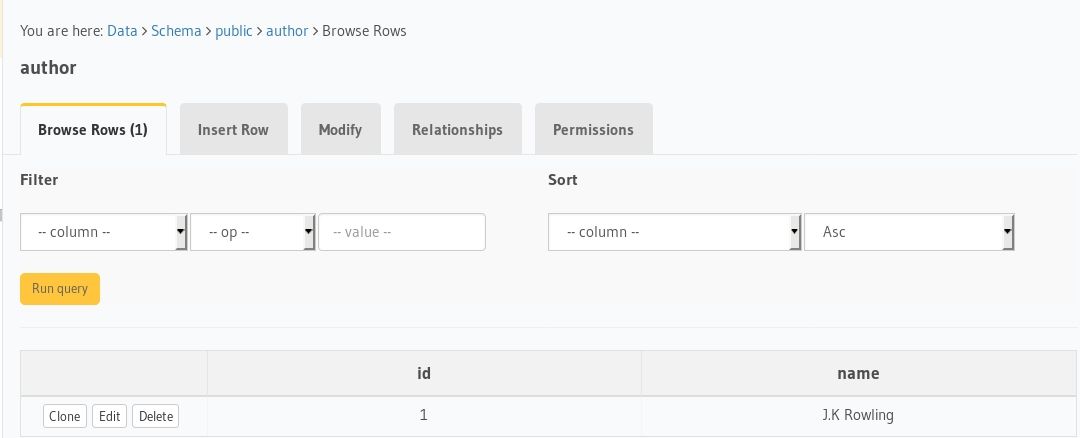 You are here: Data > Schema > public > author > Browse Rows
author
Browse Rows (1) Insert Row Modify Relationships Permissions
Filter Sort
-- column -- -- op -- -- value -- -- column -- Asc
Run query
id name
Clone Edit Delete 1 J.K Rowling